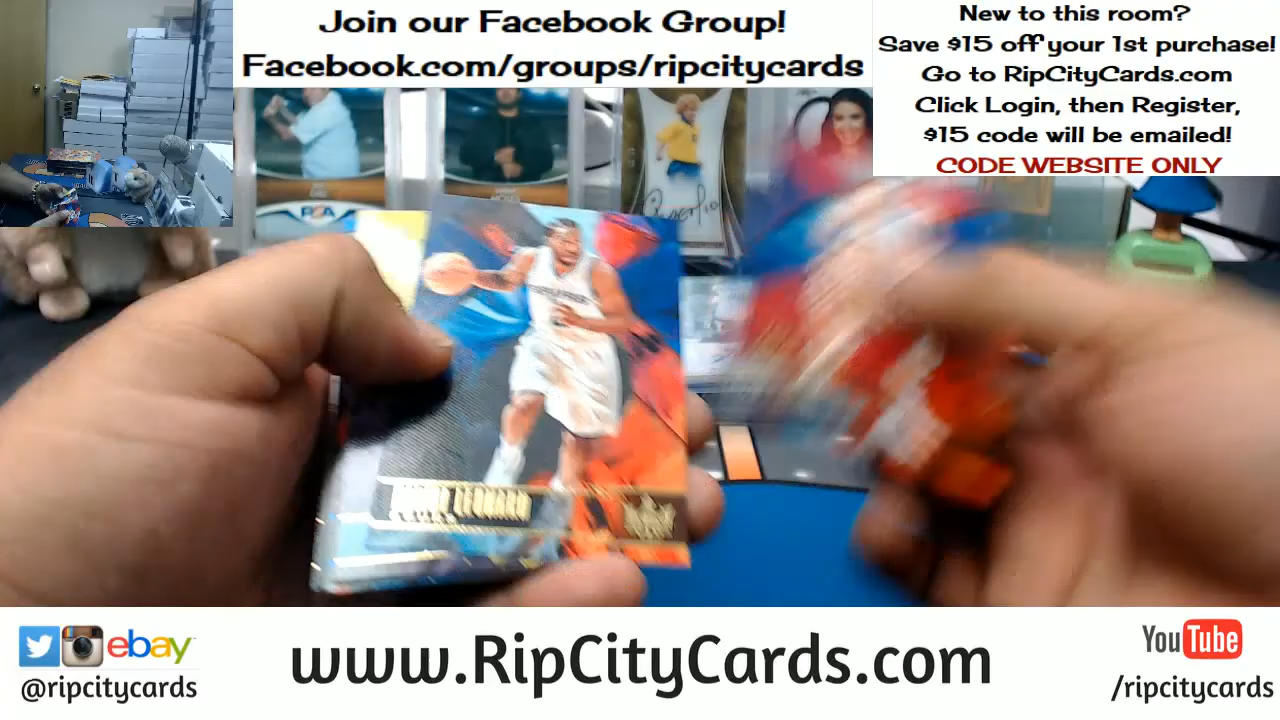 Join our Facebook Group!
Facebook.com/groups/ripcitycards
New to this room?
Save $15 off your 1st purchase!
Go to RipCityCards.com
Click Login, then Register,
$15 code will be emailed!
CODE WEBSITE ONLY
PSA
LEONARD
ebay
@ripcitycards
www.RipCityCards.com
YouTube
/ripcitycards